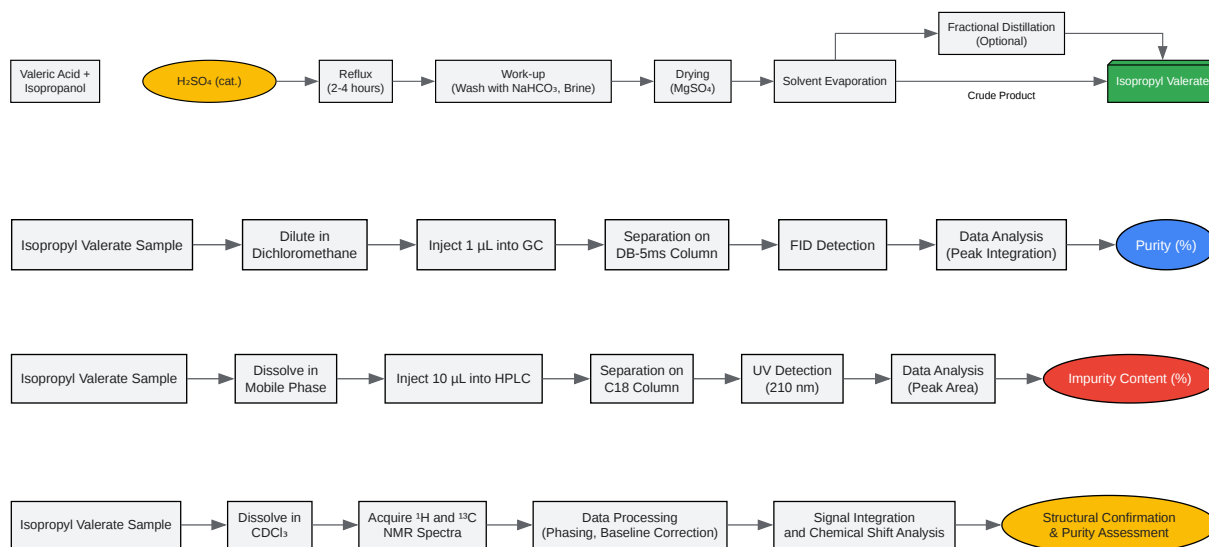 Fractional Distillation
(Optional)
Valeric Acid +
Isopropanol
H₂SO₄ (cat.)
Reflux
(2-4 hours)
Work-up
(Wash with NaHCO₃, Brine)
Drying
(MgSO₄)
Solvent Evaporation
Crude Product
Isopropyl Valerate
Isopropyl Valerate Sample
Dilute in
Dichloromethane
Inject 1 µL into GC
Separation on
DB-5ms Column
FID Detection
Data Analysis
(Peak Integration)
Purity (%)
Isopropyl Valerate Sample
Dissolve in
Mobile Phase
Inject 10 µL into HPLC
Separation on
C18 Column
UV Detection
(210 nm)
Data Analysis
(Peak Area)
Impurity Content (%)
Isopropyl Valerate Sample
Dissolve in
CDCl₃
Acquire ¹H and ¹³C
NMR Spectra
Data Processing
(Phasing, Baseline Correction)
Signal Integration
and Chemical Shift Analysis
Structural Confirmation
& Purity Assessment